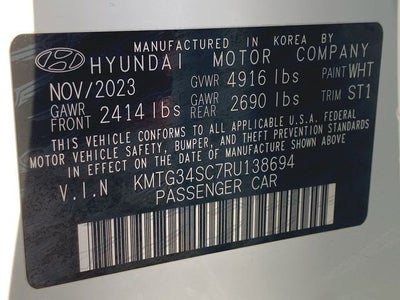 MANUFACTURED IN KOREA BY
HYUNDAI MOTOR COMPANY
NOV/2023 GVWR 4916 lbs PAINT WHT
GAWR FRONT 2414 lbs GAWR REAR 2690 lbs TRIM ST1
THIS VEHICLE CONFORMS TO ALL APPLICABLE U.S.A. FEDERAL
MOTOR VEHICLE SAFETY, BUMPER, AND THEFT PREVENTION STANDARDS
IN EFFECT ON THE DATE OF MANUFACTURE SHOWN ABOVE
V.I.N KMTG34SC7RU138694
PASSENGER CAR